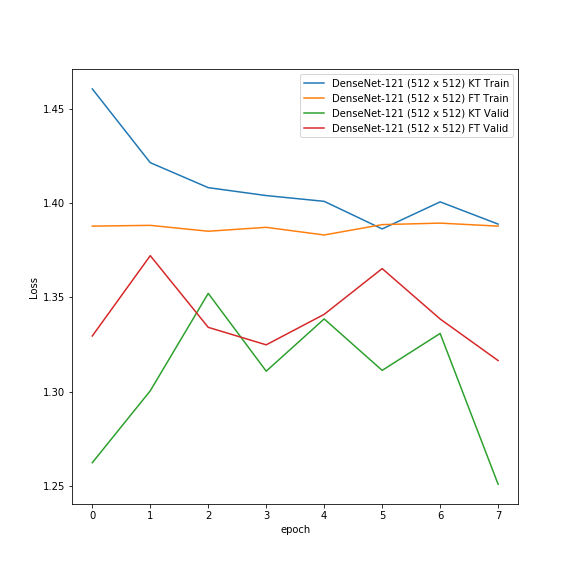 DenseNet-121 (512 x 512) KT Train
DenseNet-121 (512 x 512) FT Train
DenseNet-121 (512 x 512) KT Valid
DenseNet-121 (512 x 512) FT Valid
1.45
1.40
1.35
1.30
1.25
Loss
0 1 2 3 4 5 6 7
epoch